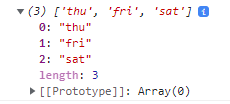 ▼(3) ['thu', 'fri', 'sat'] i
0: "thu"
1: "fri"
2: "sat"
length: 3
▶[[Prototype]]: Array(0)